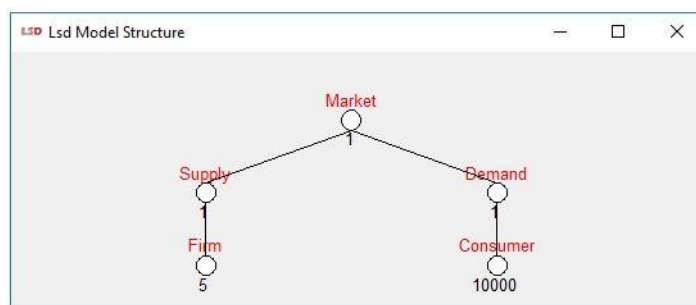 LSD Lsd Model Structure
Market
1
Supply Demand
1 1
Firm Consumer
5 10000